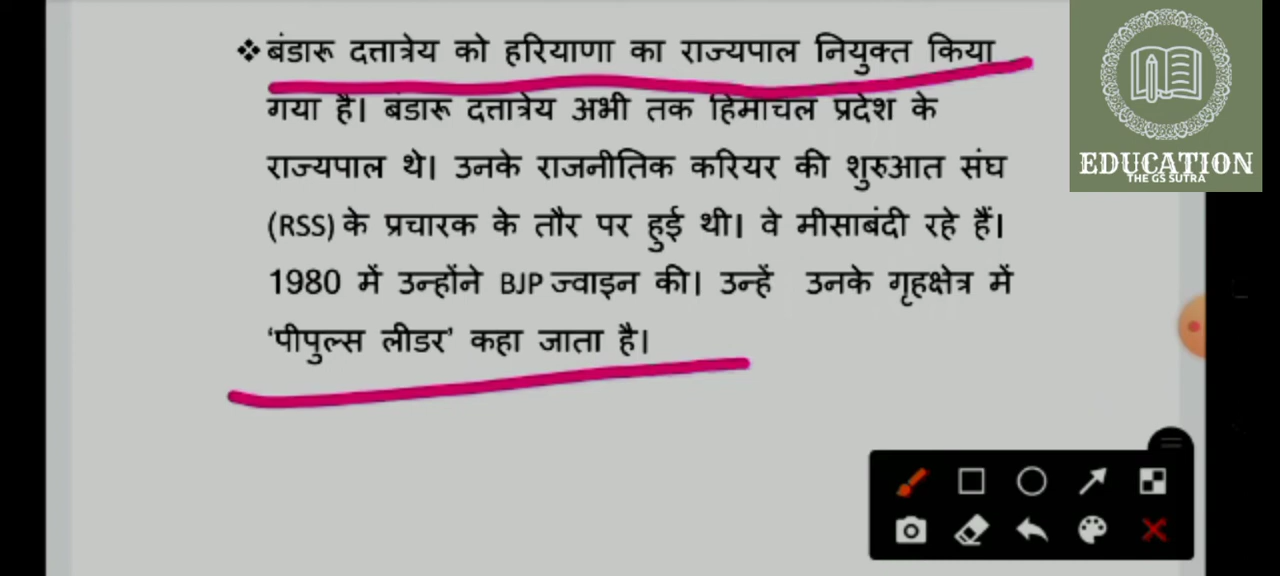 ❖बंडारू दत्तात्रेय को हरियाणा का राज्यपाल नियुक्त किया
गया है। बंडारू दत्तात्रेय अभी तक हिमाचल प्रदेश के
राज्यपाल थे। उनके राजनीतिक करियर की शुरुआत संघ
(RSS) के प्रचारक के तौर पर हुई थी। वे मीसाबंदी रहे हैं।
1980 में उन्होंने BJP ज्वाइन की। उन्हें उनके गृहक्षेत्र में
‘पीपुल्स लीडर’ कहा जाता है।
EDUCATION
THE GS SUTRA